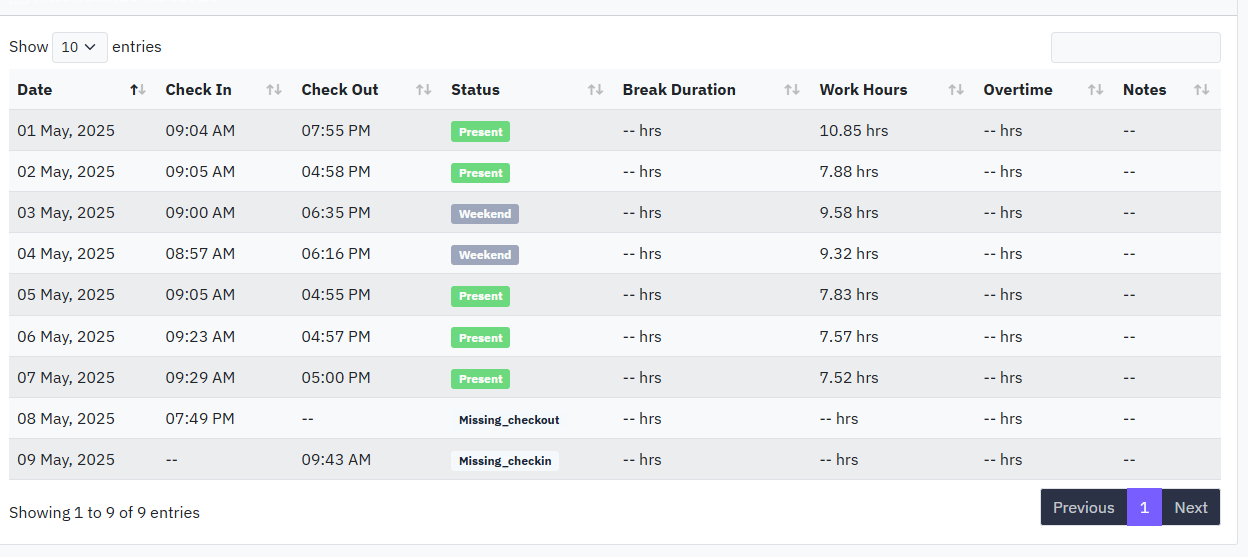 Show 10 entries
Date Check In Check Out Status Break Duration Work Hours Overtime Notes
01 May, 2025 09:04 AM 07:55 PM Present -- hrs 10.85 hrs -- hrs --
02 May, 2025 09:05 AM 04:58 PM Present -- hrs 7.88 hrs -- hrs --
03 May, 2025 09:00 AM 06:35 PM Weekend -- hrs 9.58 hrs -- hrs --
04 May, 2025 08:57 AM 06:16 PM Weekend -- hrs 9.32 hrs -- hrs --
05 May, 2025 09:05 AM 04:55 PM Present -- hrs 7.83 hrs -- hrs --
06 May, 2025 09:23 AM 04:57 PM Present -- hrs 7.57 hrs -- hrs --
07 May, 2025 09:29 AM 05:00 PM Present -- hrs 7.52 hrs -- hrs --
08 May, 2025 07:49 PM -- Missing_checkout -- hrs -- hrs -- hrs --
09 May, 2025 -- 09:43 AM Missing_checkin -- hrs -- hrs -- hrs --
Showing 1 to 9 of 9 entries Previous 1 Next